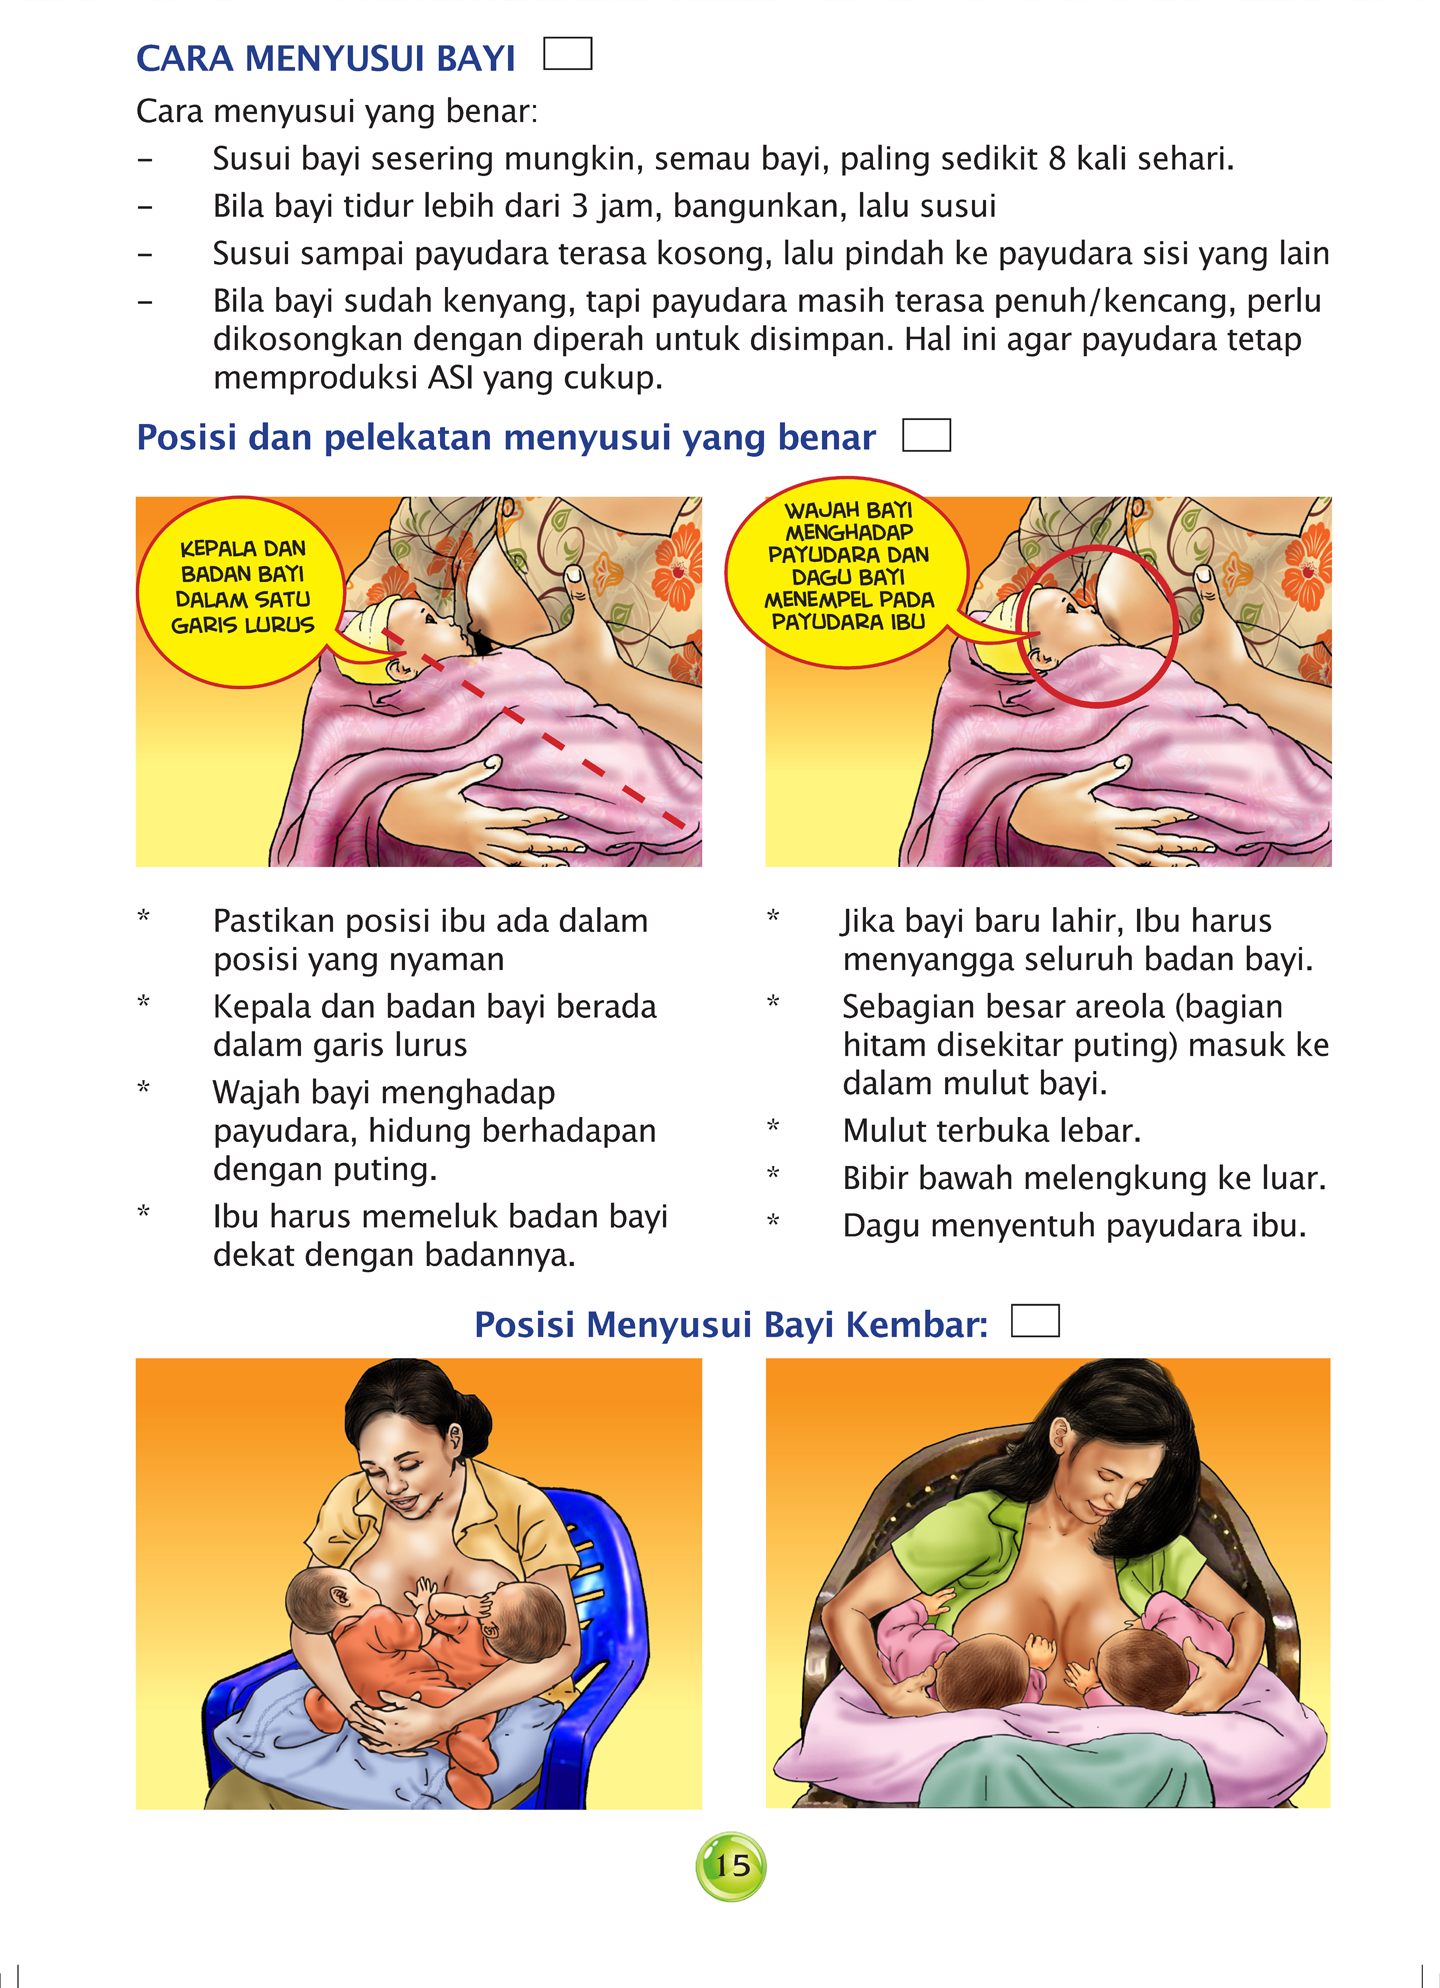 CARA MENYUSUI BAYI
Cara menyusui yang benar:
– Susui bayi sesering mungkin, semau bayi, paling sedikit 8 kali sehari.
– Bila bayi tidur lebih dari 3 jam, bangunkan, lalu susui
– Susui sampai payudara terasa kosong, lalu pindah ke payudara sisi yang lain
– Bila bayi sudah kenyang, tapi payudara masih terasa penuh/kencang, perlu
dikosongkan dengan diperah untuk disimpan. Hal ini agar payudara tetap
memproduksi ASI yang cukup.
Posisi dan pelekatan menyusui yang benar
KEPALA DAN
BADAN BAYI
DALAM SATU
GARIS LURUS
WAJAH BAYI
MENGHADAP
PAYUDARA DAN
DAGU BAYI
MENEMPEL PADA
PAYUDARA IBU
* Pastikan posisi ibu ada dalam
posisi yang nyaman
* Kepala dan badan bayi berada
dalam garis lurus
* Wajah bayi menghadap
payudara, hidung berhadapan
dengan puting.
* Ibu harus memeluk badan bayi
dekat dengan badannya.
* Jika bayi baru lahir, Ibu harus
menyangga seluruh badan bayi.
* Sebagian besar areola (bagian
hitam disekitar puting) masuk ke
dalam mulut bayi.
* Mulut terbuka lebar.
* Bibir bawah melengkung ke luar.
* Dagu menyentuh payudara ibu.
Posisi Menyusui Bayi Kembar:
15